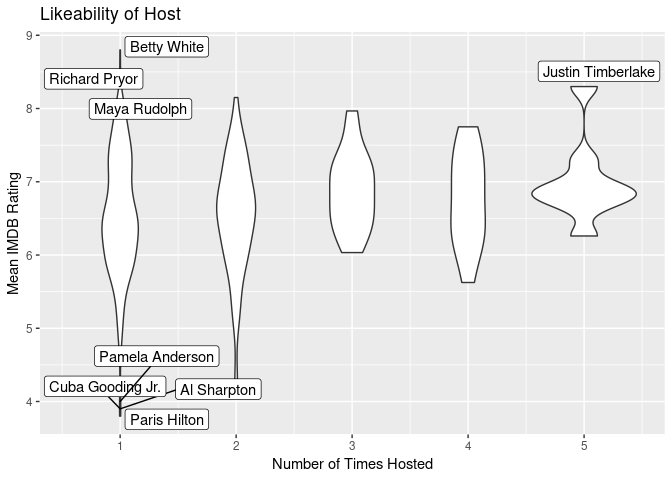 Likeability of Host
Mean IMDB Rating
9
8
7
6
5
4
Betty White
Richard Pryor
Maya Rudolph
Justin Timberlake
Pamela Anderson
Cuba Gooding Jr.
Al Sharpton
Paris Hilton
1 2 3 4 5
Number of Times Hosted